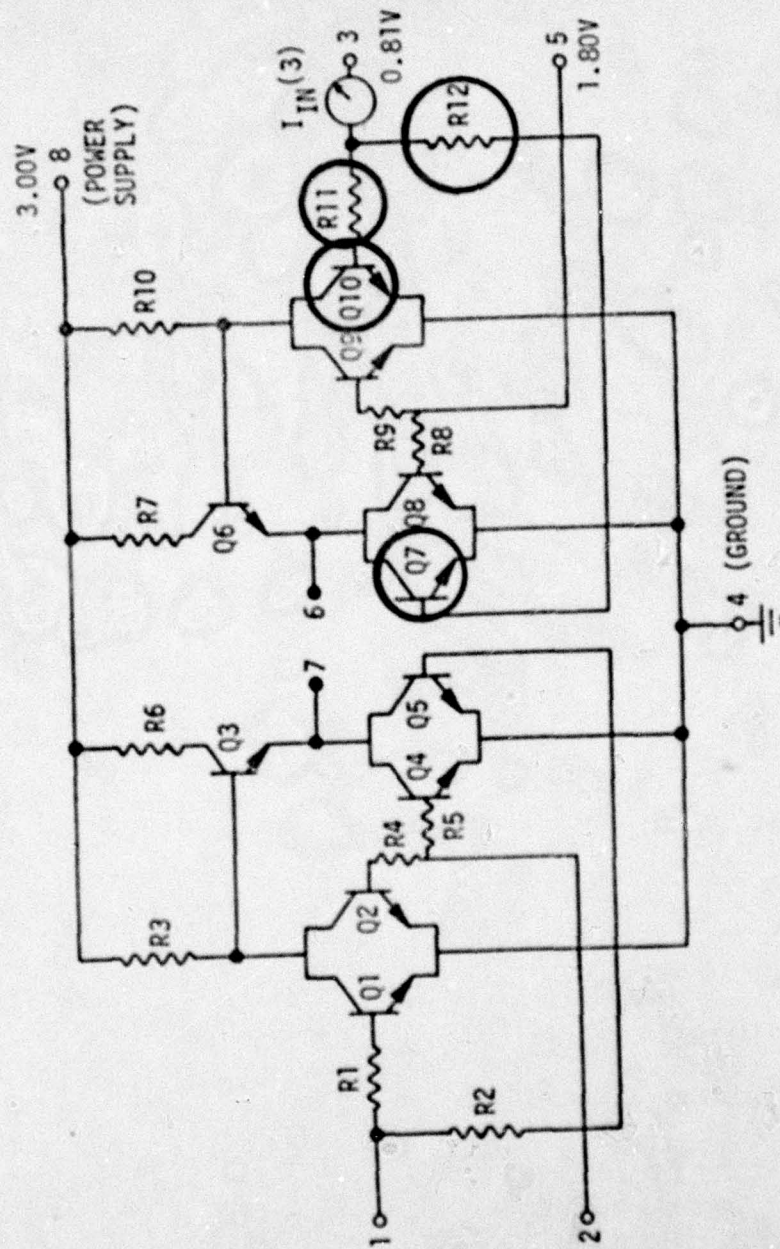 3.00V
8
(POWER
SUPPLY)
R3
R6
R7
R10
I IN (3)
3
0.81V
Q3
Q6
R11
R12
7
6
Q10
Q9
R1
Q1
Q2
R4
R5
Q4
Q5
Q7
Q8
R8
R9
5
1.80V
1
R2
2
4 (GROUND)